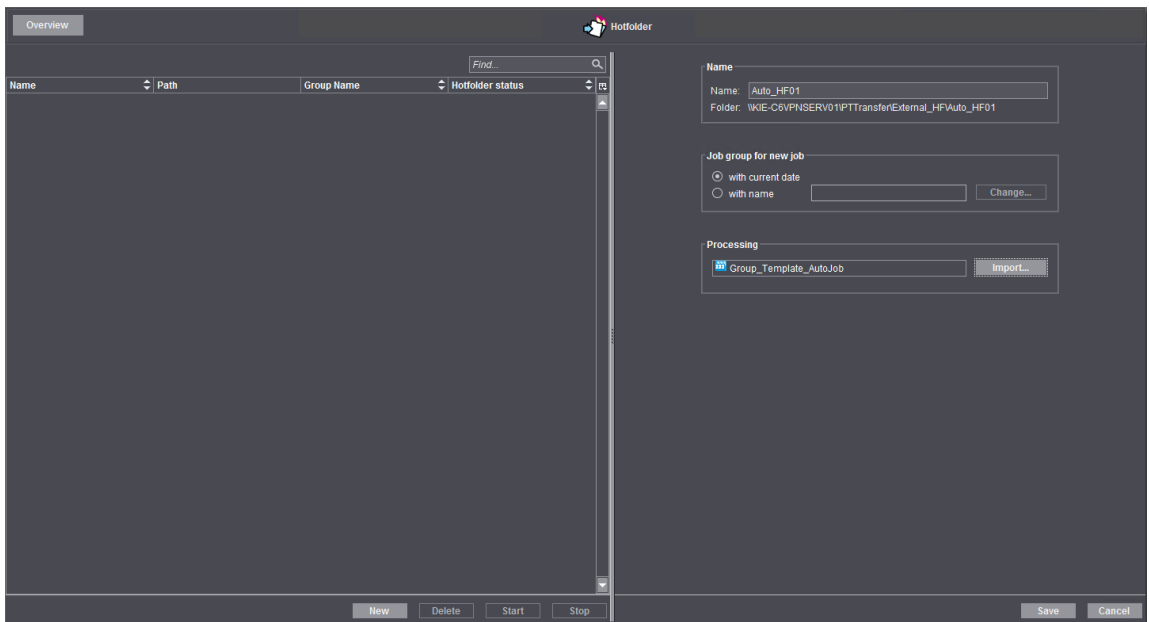 Overview
Hotfolder
Find...
Name Path Group Name Hotfolder status
Name
Name: Auto_HF01
Folder: \\KIE-C6VPNSERV01\PTTransfer\External_HF\Auto_HF01
Job group for new job
with current date
with name Change...
Processing
Group_Template_AutoJob Import...
New Delete Start Stop
Save Cancel